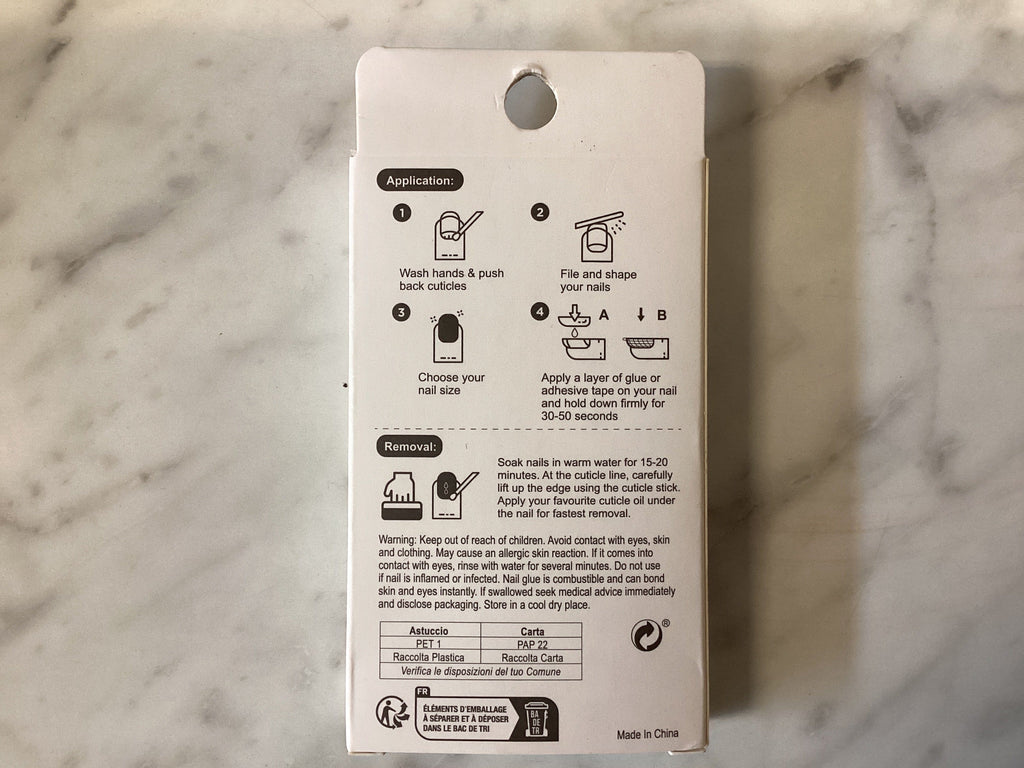 Application:
1
2
Wash hands & push
back cuticles
File and shape
your nails
3
4
A
B
Choose your
nail size
Apply a layer of glue or
adhesive tape on your nail
and hold down firmly for
30-50 seconds
Removal:
Soak nails in warm water for 15-20
minutes. At the cuticle line, carefully
lift up the edge using the cuticle stick.
Apply your favourite cuticle oil under
the nail for fastest removal.
Warning: Keep out of reach of children. Avoid contact with eyes, skin
and clothing. May cause an allergic skin reaction. If it comes into
contact with eyes, rinse with water for several minutes. Do not use
if nail is inflamed or infected. Nail glue is combustible and can bond
skin and eyes instantly. If swallowed seek medical advice immediately
and disclose packaging. Store in a cool dry place.
Astuccio Carta
PET 1 PAP 22
Raccolta Plastica Raccolta Carta
Verifica le disposizioni del tuo Comune
®
FR
ÉLÉMENTS D'EMBALLAGE
À SÉPARER ET À DÉPOSER
DANS LE BAC DE TRI
BA
DE
TR
Made In China